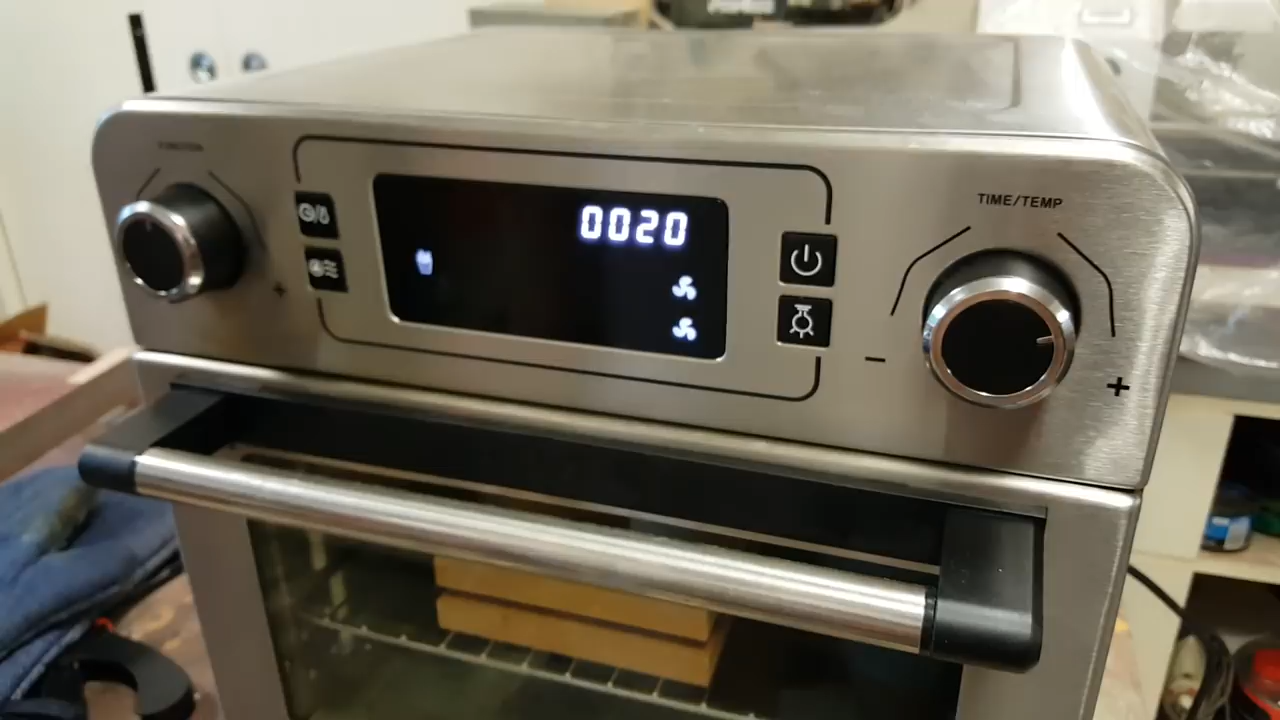 FUNCTION
0020
TIME/TEMP
- +
+